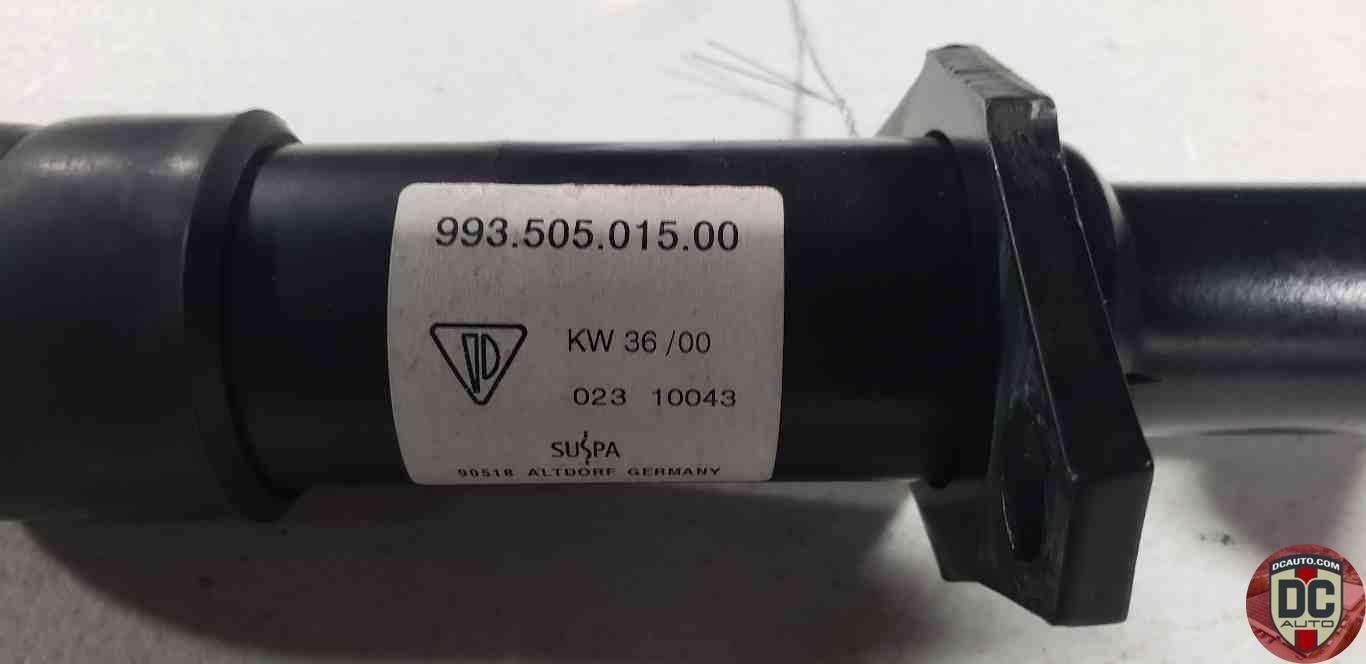 993.505.015.00
KW 36/00
023 10043
SUSPA
90518 ALTDORF GERMANY
DCAUTO.COM
DC
AUTO